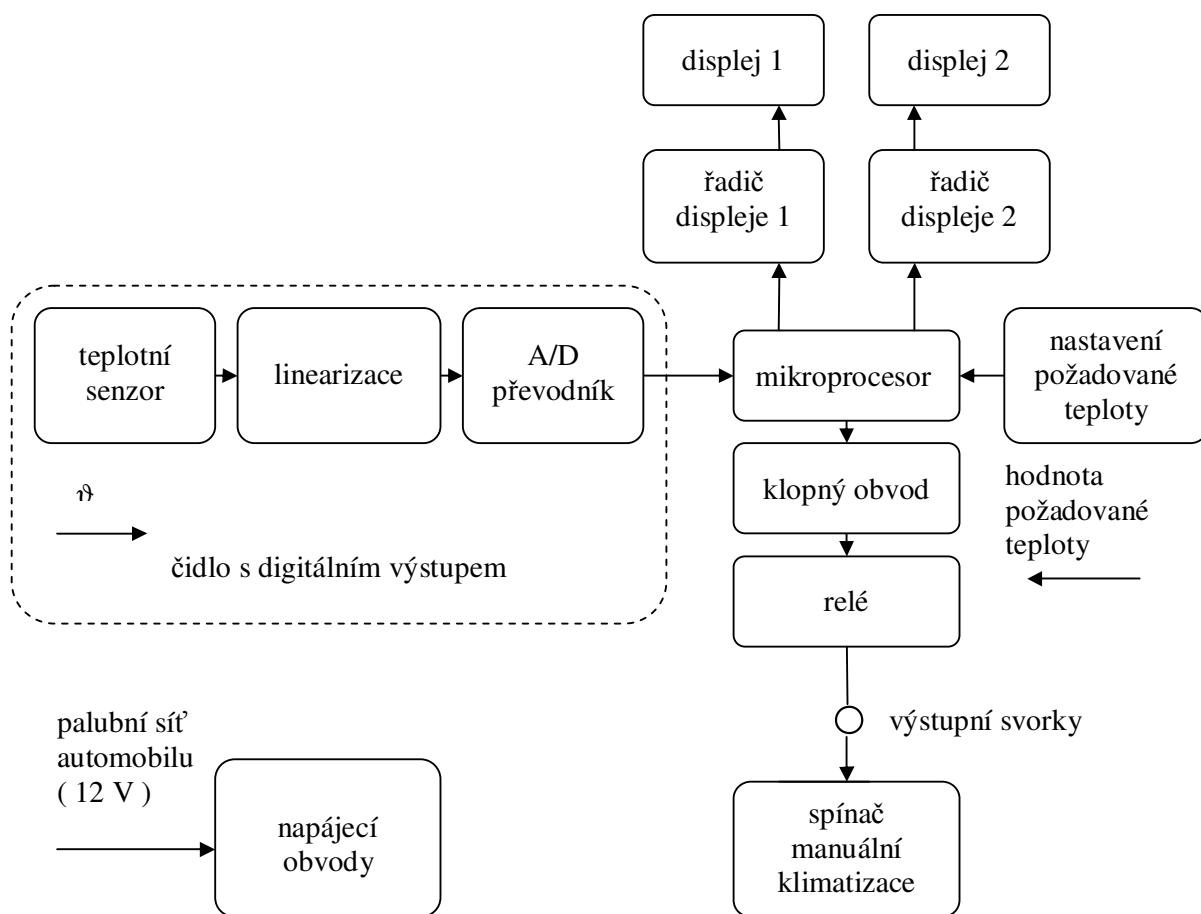 displej 1
displej 2
řadič
displeje 1
řadič
displeje 2
teplotní
senzor
linearizace
A/D
převodník
mikroprocesor
nastavení
požadované
teploty
klopný obvod
hodnota
požadované
teploty
ϑ
čidlo s digitálním výstupem
relé
palubní síť
automobilu
( 12 V )
výstupní svorky
napájecí
obvody
spínač
manuální
klimatizace